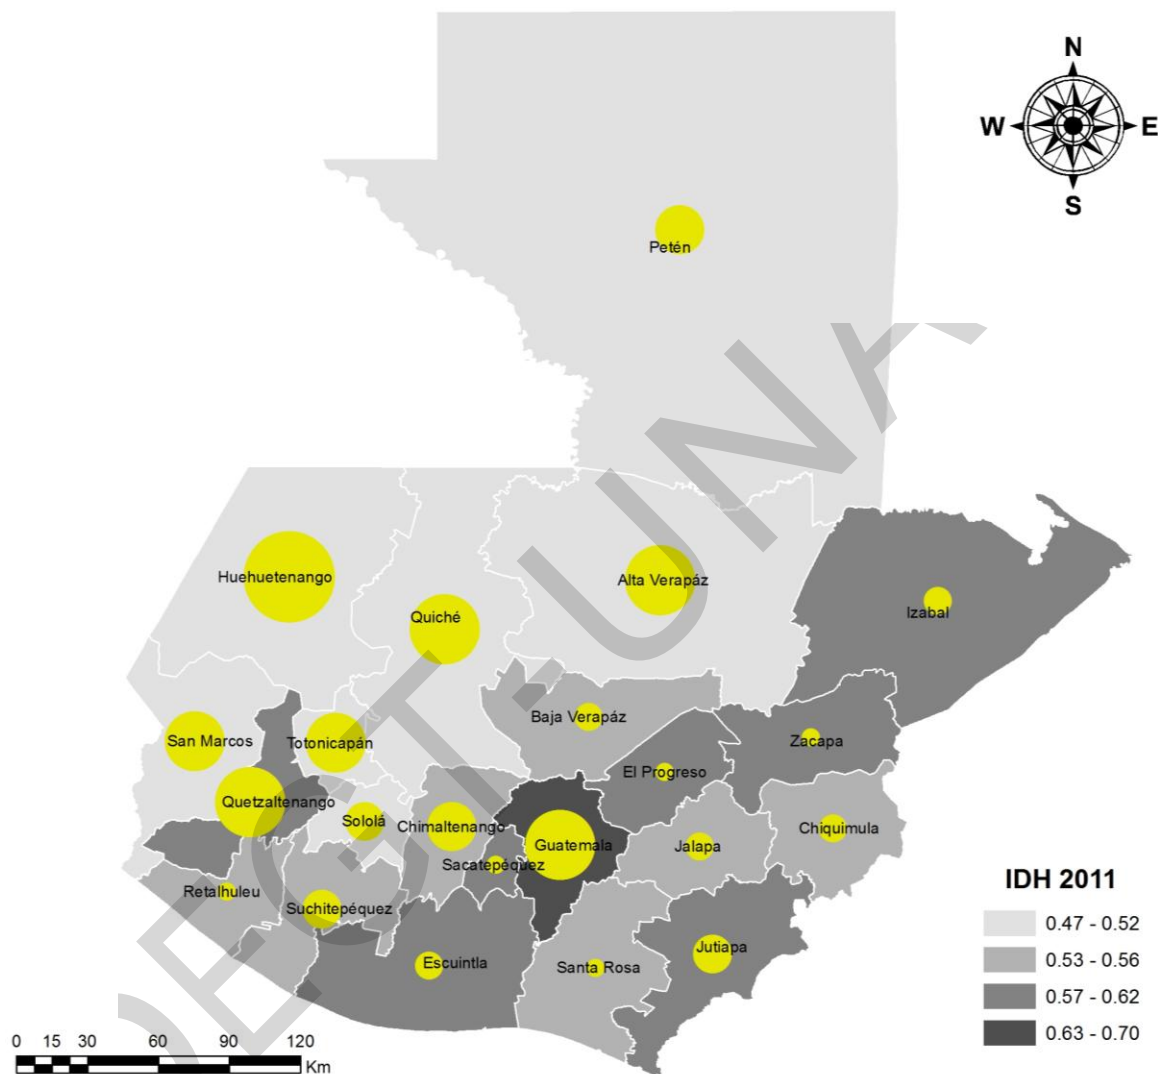 N
W E
S
Petén
Huehuetenango
Alta Verapáz
Quiché
Izabal
Baja Verapáz
San Marcos
Totonicapán
Zacapa
El Progreso
Quetzaltenango
Sololá
Chimaltenango
Guatemala
Chiquimula
Jalapa
Sacatepéquez
Retalhuleu
Suchitepéquez
Jutiapa
Escuintla
Santa Rosa
IDH 2011
0.47 - 0.52
0.53 - 0.56
0.57 - 0.62
0.63 - 0.70
0 15 30 60 90 120
Km